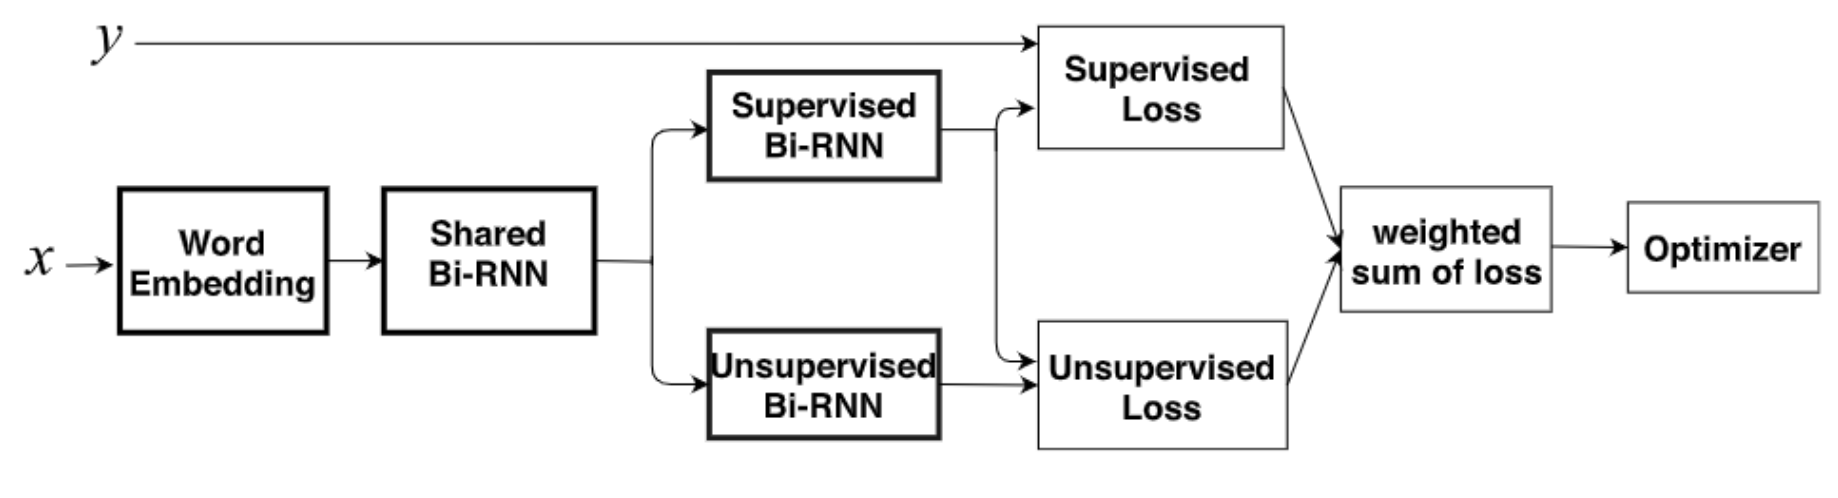 y
Supervised
Loss
Supervised
Bi-RNN
x
Word
Embedding
Shared
Bi-RNN
weighted
sum of loss
Optimizer
Unsupervised
Bi-RNN
Unsupervised
Loss